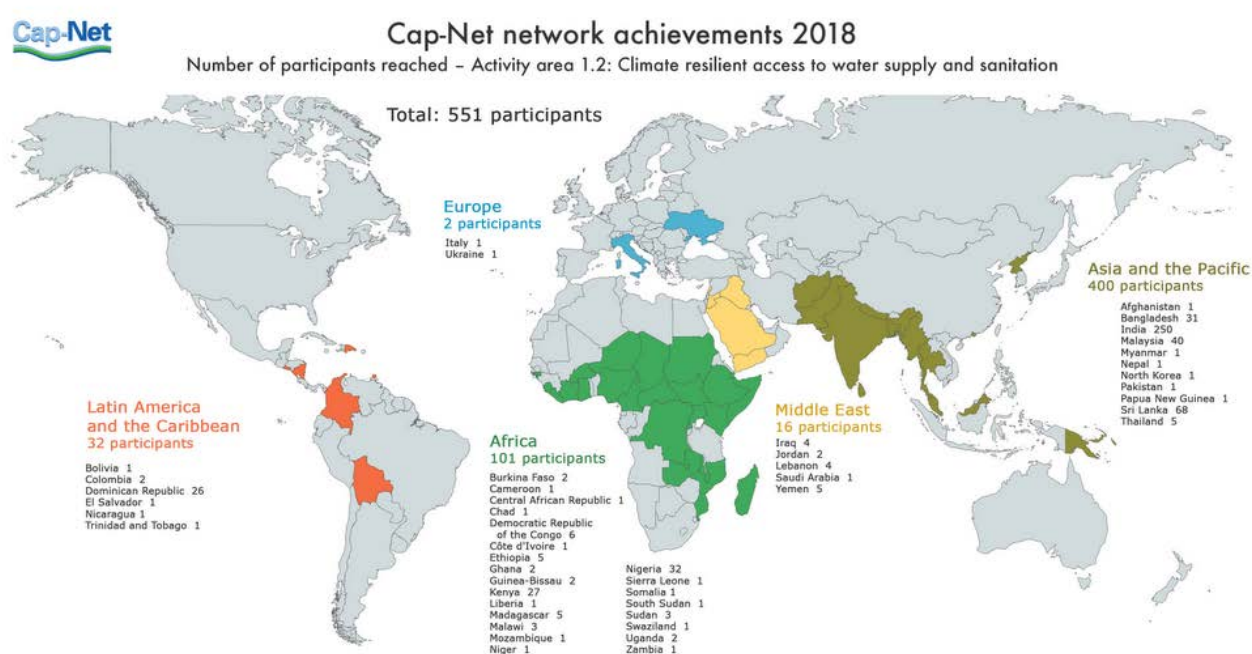 Cap-Net
Cap-Net network achievements 2018
Number of participants reached – Activity area 1.2: Climate resilient access to water supply and sanitation
Total: 551 participants
Europe
2 participants
Italy 1
Ukraine 1
Asia and the Pacific
400 participants
Afghanistan 1
Bangladesh 31
India 250
Malaysia 40
Myanmar 1
Nepal 1
North Korea 1
Pakistan 1
Papua New Guinea 1
Sri Lanka 68
Thailand 5
Latin America
and the Caribbean
32 participants
Bolivia 1
Colombia 2
Dominican Republic 26
El Salvador 1
Nicaragua 1
Trinidad and Tobago 1
Africa
101 participants
Burkina Faso 2
Cameroon 1
Central African Republic 1
Chad 1
Democratic Republic
of the Congo 6
Côte d'Ivoire 1
Ethiopia 5
Ghana 2
Guinea-Bissau 2
Kenya 27
Liberia 1
Madagascar 5
Malawi 3
Mozambique 1
Niger 1
Nigeria 32
Sierra Leone 1
Somalia 1
South Sudan 1
Sudan 3
Swaziland 1
Uganda 2
Zambia 1
Middle East
16 participants
Iraq 4
Jordan 2
Lebanon 4
Saudi Arabia 1
Yemen 5